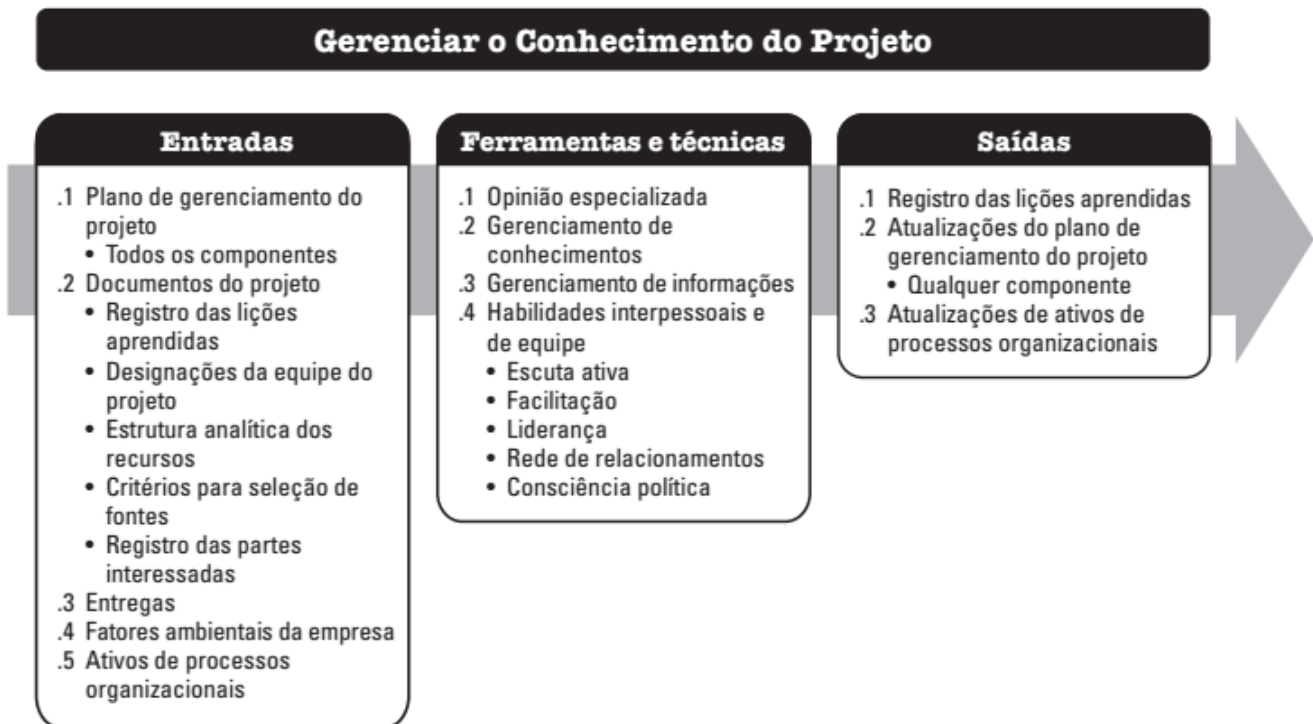 Gerenciar o Conhecimento do Projeto
Entradas
.1 Plano de gerenciamento do
projeto
• Todos os componentes
.2 Documentos do projeto
• Registro das lições
aprendidas
• Designações da equipe do
projeto
• Estrutura analítica dos
recursos
• Critérios para seleção de
fontes
• Registro das partes
interessadas
.3 Entregas
.4 Fatores ambientais da empresa
.5 Ativos de processos
organizacionais
Ferramentas e técnicas
.1 Opinião especializada
.2 Gerenciamento de
conhecimentos
.3 Gerenciamento de informações
.4 Habilidades interpessoais e
de equipe
• Escuta ativa
• Facilitação
• Liderança
• Rede de relacionamentos
• Consciência política
Saídas
.1 Registro das lições aprendidas
.2 Atualizações do plano de
gerenciamento do projeto
• Qualquer componente
.3 Atualizações de ativos de
processos organizacionais